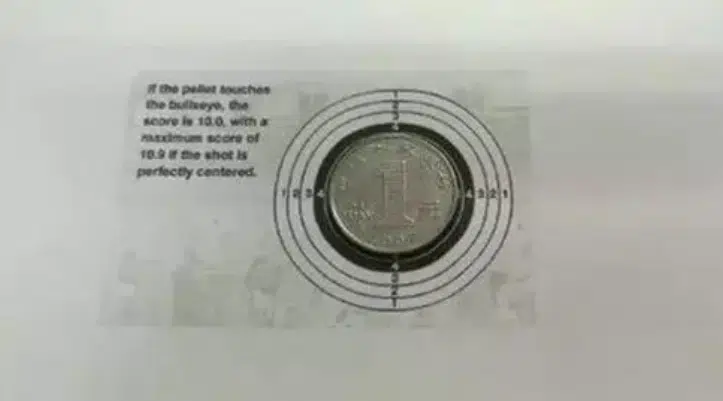 If the pellet touches
the bullseye, the
score is 10.0, with a
maximum score of
10.9 if the shot is
perfectly centered.
1
2
3
4
1 2 3 4
4 3 2 1
4
3
2
1
1